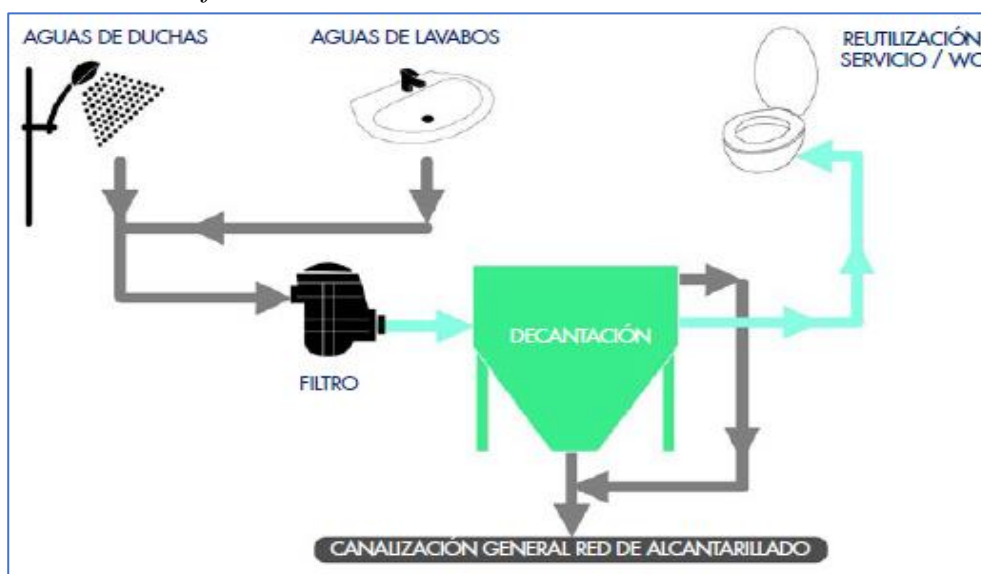 AGUAS DE DUCHAS
AGUAS DE LAVABOS
REUTILIZACIÓN
SERVICIO / WC
DECANTACIÓN
FILTRO
CANALIZACIÓN GENERAL RED DE ALCANTARILLADO